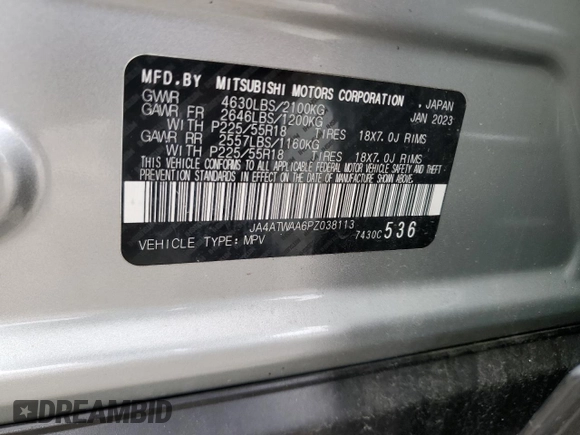 MFD.BY MITSUBISHI MOTORS CORPORATION, JAPAN
GVWR 4630LBS/2100KG JAN 2023
GAWR FR 2646LBS/1200KG
WITH P225/55R18 TIRES 18X7.0J RIMS
GAWR RR 2557LBS/1160KG
WITH P225/55R18 TIRES 18X7.0J RIMS
THIS VEHICLE CONFORMS TO ALL APPLICABLE FEDERAL MOTOR VEHICLE SAFETY AND THEFT
PREVENTION STANDARDS IN EFFECT ON THE DATE OF MANUFACTURE SHOWN ABOVE.
JA4ATWAA6PZ038113
VEHICLE TYPE: MPV 7430C 536
DREAMBID